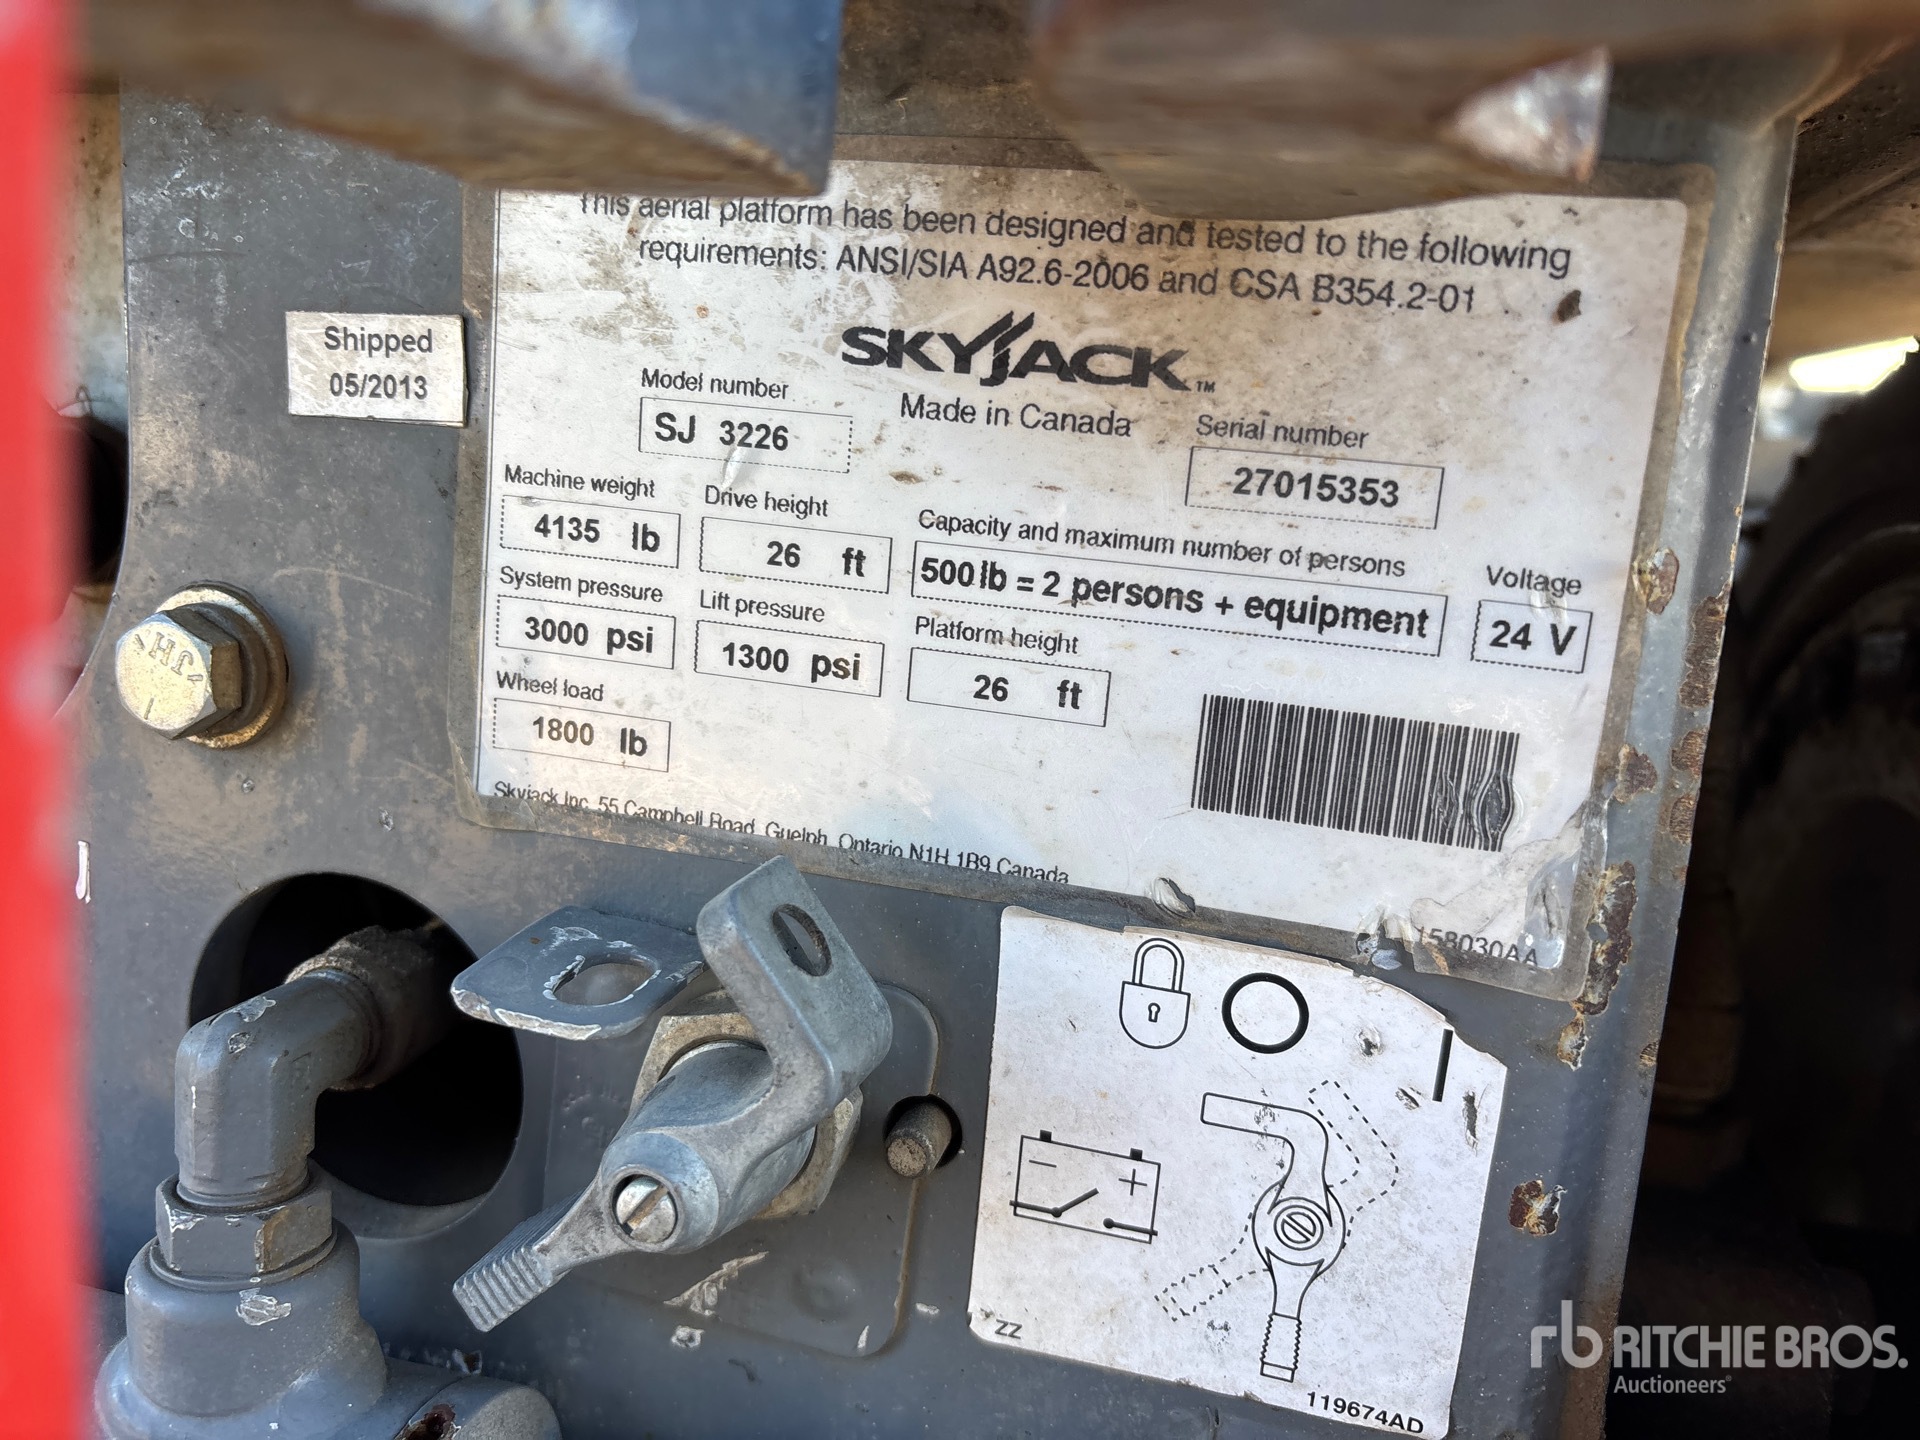 This aerial platform has been designed and tested to the following
requirements: ANSI/SIA A92.6-2006 and CSA B354.2-01
SKYJACK™
Made in Canada
Shipped
05/2013
Model number
SJ 3226
Serial number
27015353
Machine weight
4135 lb
Drive height
26 ft
Capacity and maximum number of persons
500 lb = 2 persons + equipment
Voltage
24 V
System pressure
3000 psi
Lift pressure
1300 psi
Platform height
26 ft
Wheel load
1800 lb
Skyjack Inc. 55 Campbell Road, Guelph, Ontario N1H 1B9 Canada
158030AA
JH
ZZ
119674AD
rb RITCHIE BROS.
Auctioneers®